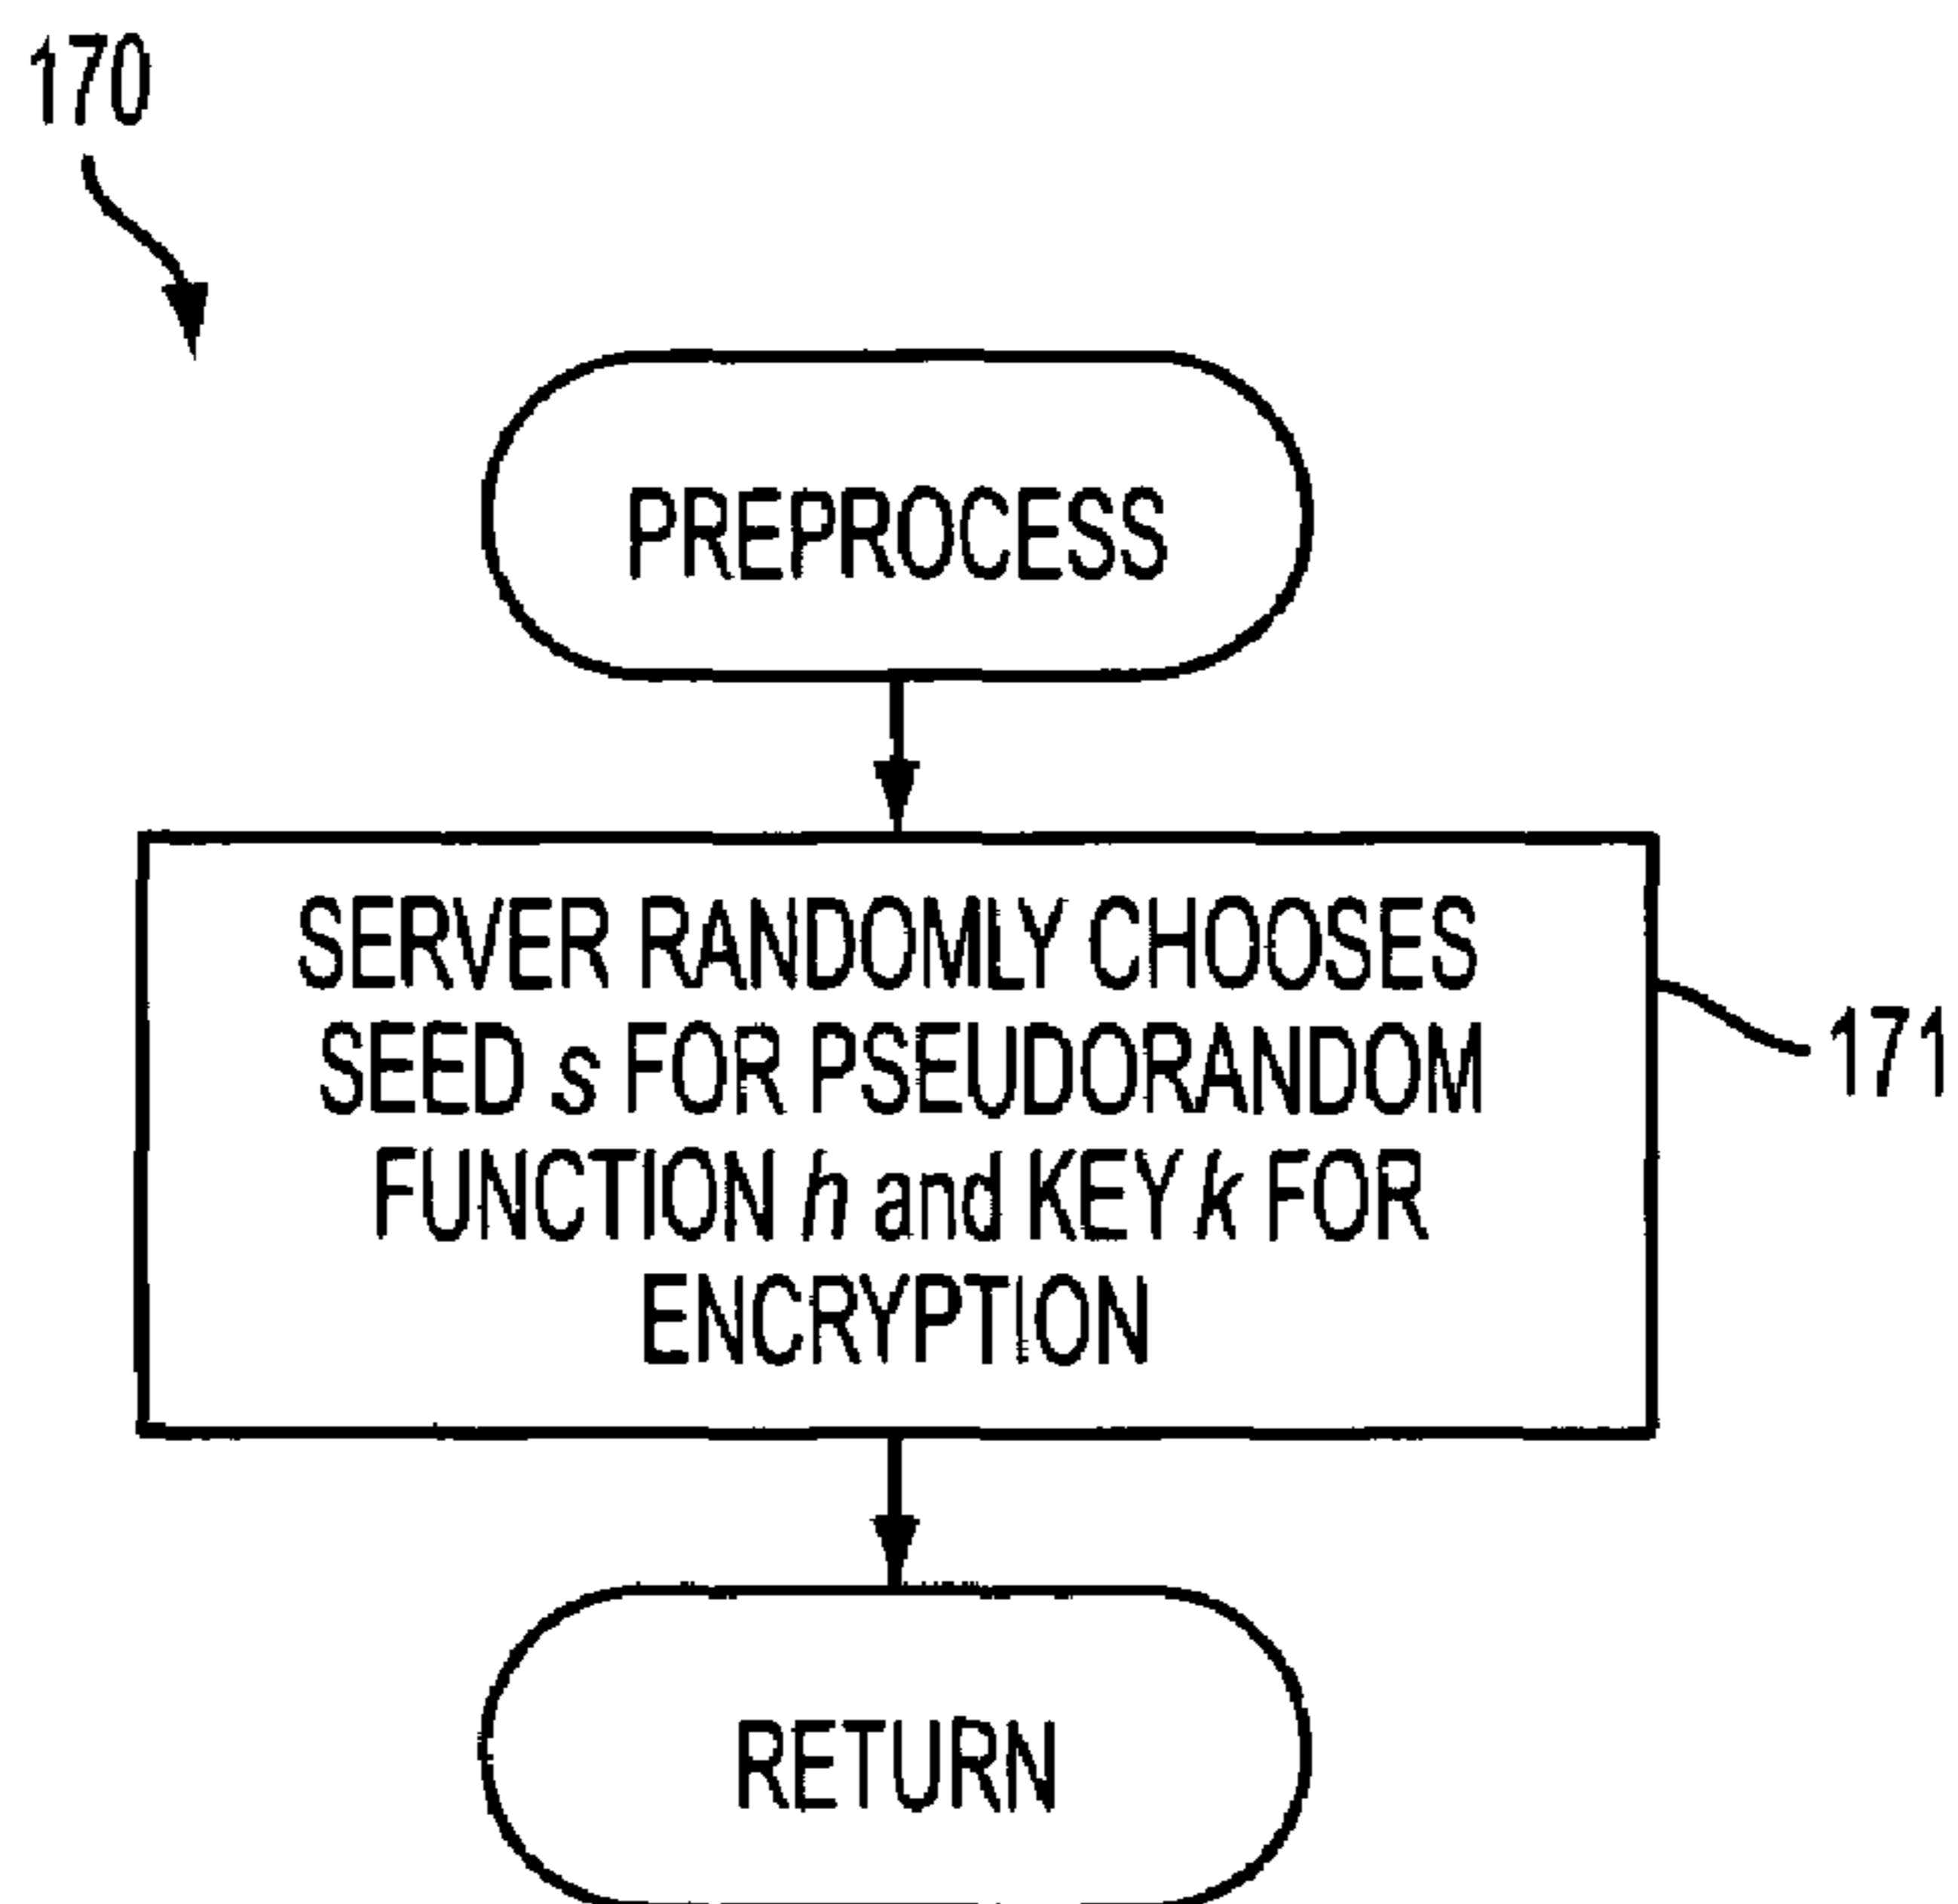 170
PREPROCESS
SERVER RANDOMLY CHOOSES
SEED s FOR PSEUDORANDOM
FUNCTION h and KEY k FOR
ENCRYPTION
171
RETURN